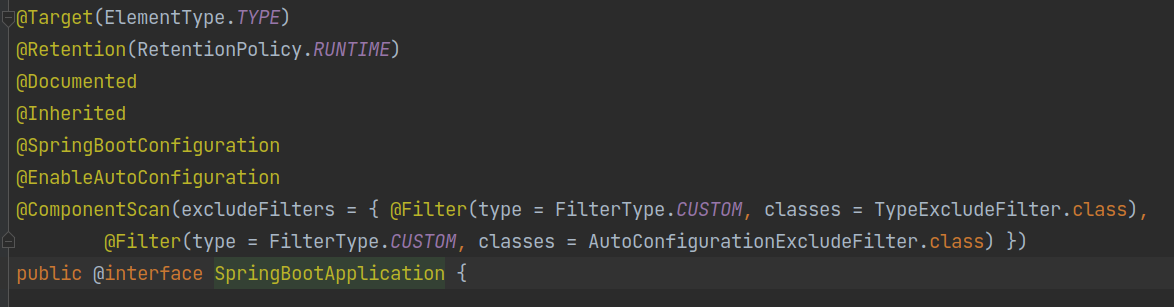 @Target(ElementType.TYPE)
@Retention(RetentionPolicy.RUNTIME)
@Documented
@Inherited
@SpringBootConfiguration
@EnableAutoConfiguration
@ComponentScan(excludeFilters = { @Filter(type = FilterType.CUSTOM, classes = TypeExcludeFilter.class),
        @Filter(type = FilterType.CUSTOM, classes = AutoConfigurationExcludeFilter.class) })
public @interface SpringBootApplication {